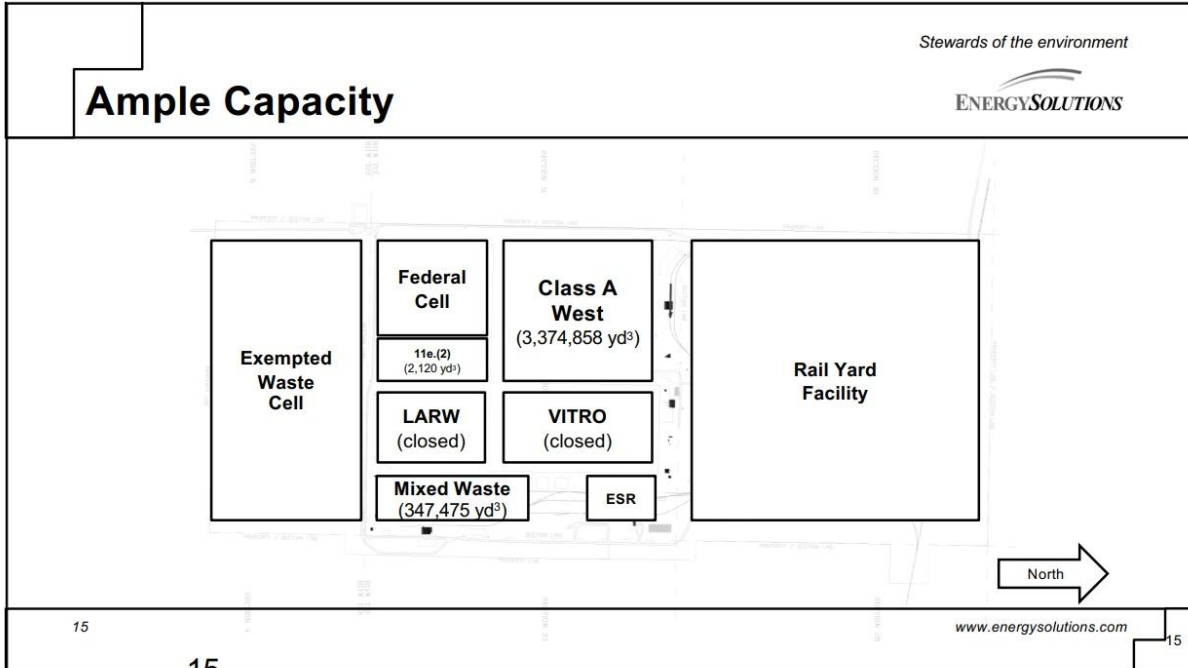 Stewards of the environment
Ample Capacity
ENERGYSOLUTIONS
Exempted
Waste
Cell
Federal
Cell
11e.(2)
(2,120 yd³)
LARW
(closed)
Mixed Waste
(347,475 yd³)
Class A
West
(3,374,858 yd³)
VITRO
(closed)
ESR
Rail Yard
Facility
North
15
www.energysolutions.com
15
15